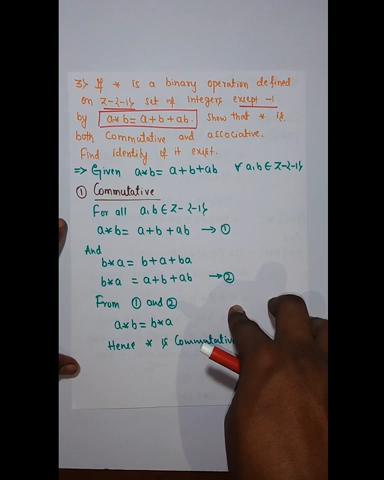 3) If * is a binary operation defined
on Z-{-1} set of Integers except -1
by a*b = a+b+ab. Show that * is
both Commutative and associative.
Find identity of it exist.
=> Given a*b = a+b+ab ∀ a,b ∈ Z-{-1}
① Commutative
For all a,b ∈ Z-{-1}
a*b = a+b+ab → ①
And
b*a = b+a+ba
b*a = a+b+ab → ②
From ① and ②
a*b = b*a
Hence * is Commutative